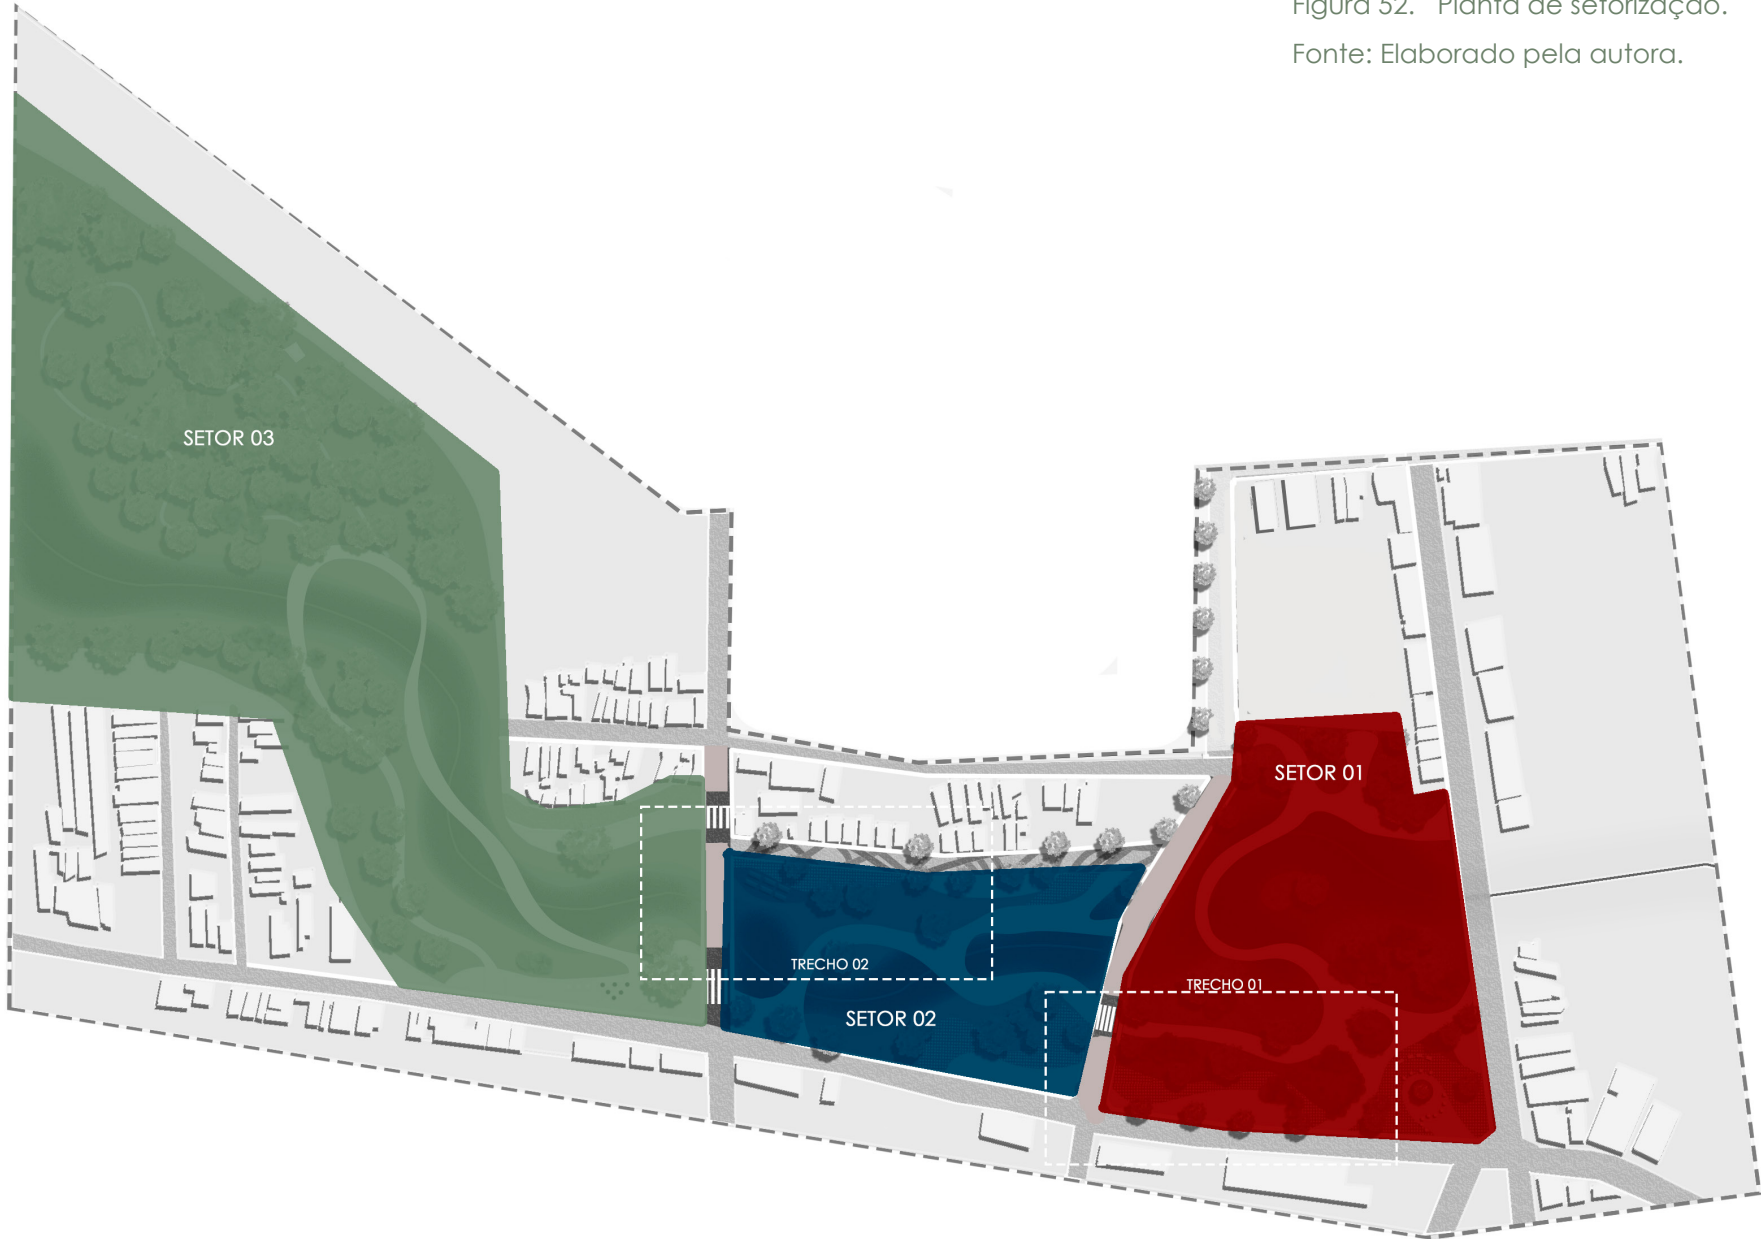 Figura 52. Planta de setorização.
Fonte: Elaborado pela autora.
SETOR 03
SETOR 01
TRECHO 02
TRECHO 01
SETOR 02